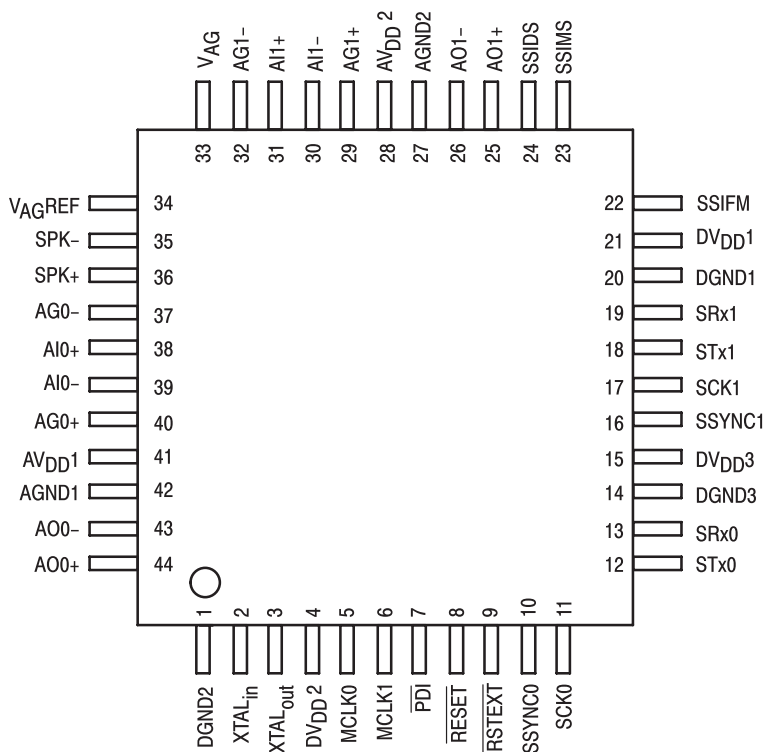 VAG
AG1−
AI1+
AI1−
AG1+
AVDD 2
AGND2
AO1−
AO1+
SSIDS
SSIMS
33
32
31
30
29
28
27
26
25
24
23
VAGREF 34
SPK− 35
SPK+ 36
AG0− 37
AI0+ 38
AI0− 39
AG0+ 40
AVDD1 41
AGND1 42
AO0− 43
AO0+ 44
22 SSIFM
21 DVDD1
20 DGND1
19 SRx1
18 STx1
17 SCK1
16 SSYNC1
15 DVDD3
14 DGND3
13 SRx0
12 STx0
1
2
3
4
5
6
7
8
9
10
11
DGND2
XTALin
XTALout
DVDD 2
MCLK0
MCLK1
PDI
RESET
RSTEXT
SSYNC0
SCK0